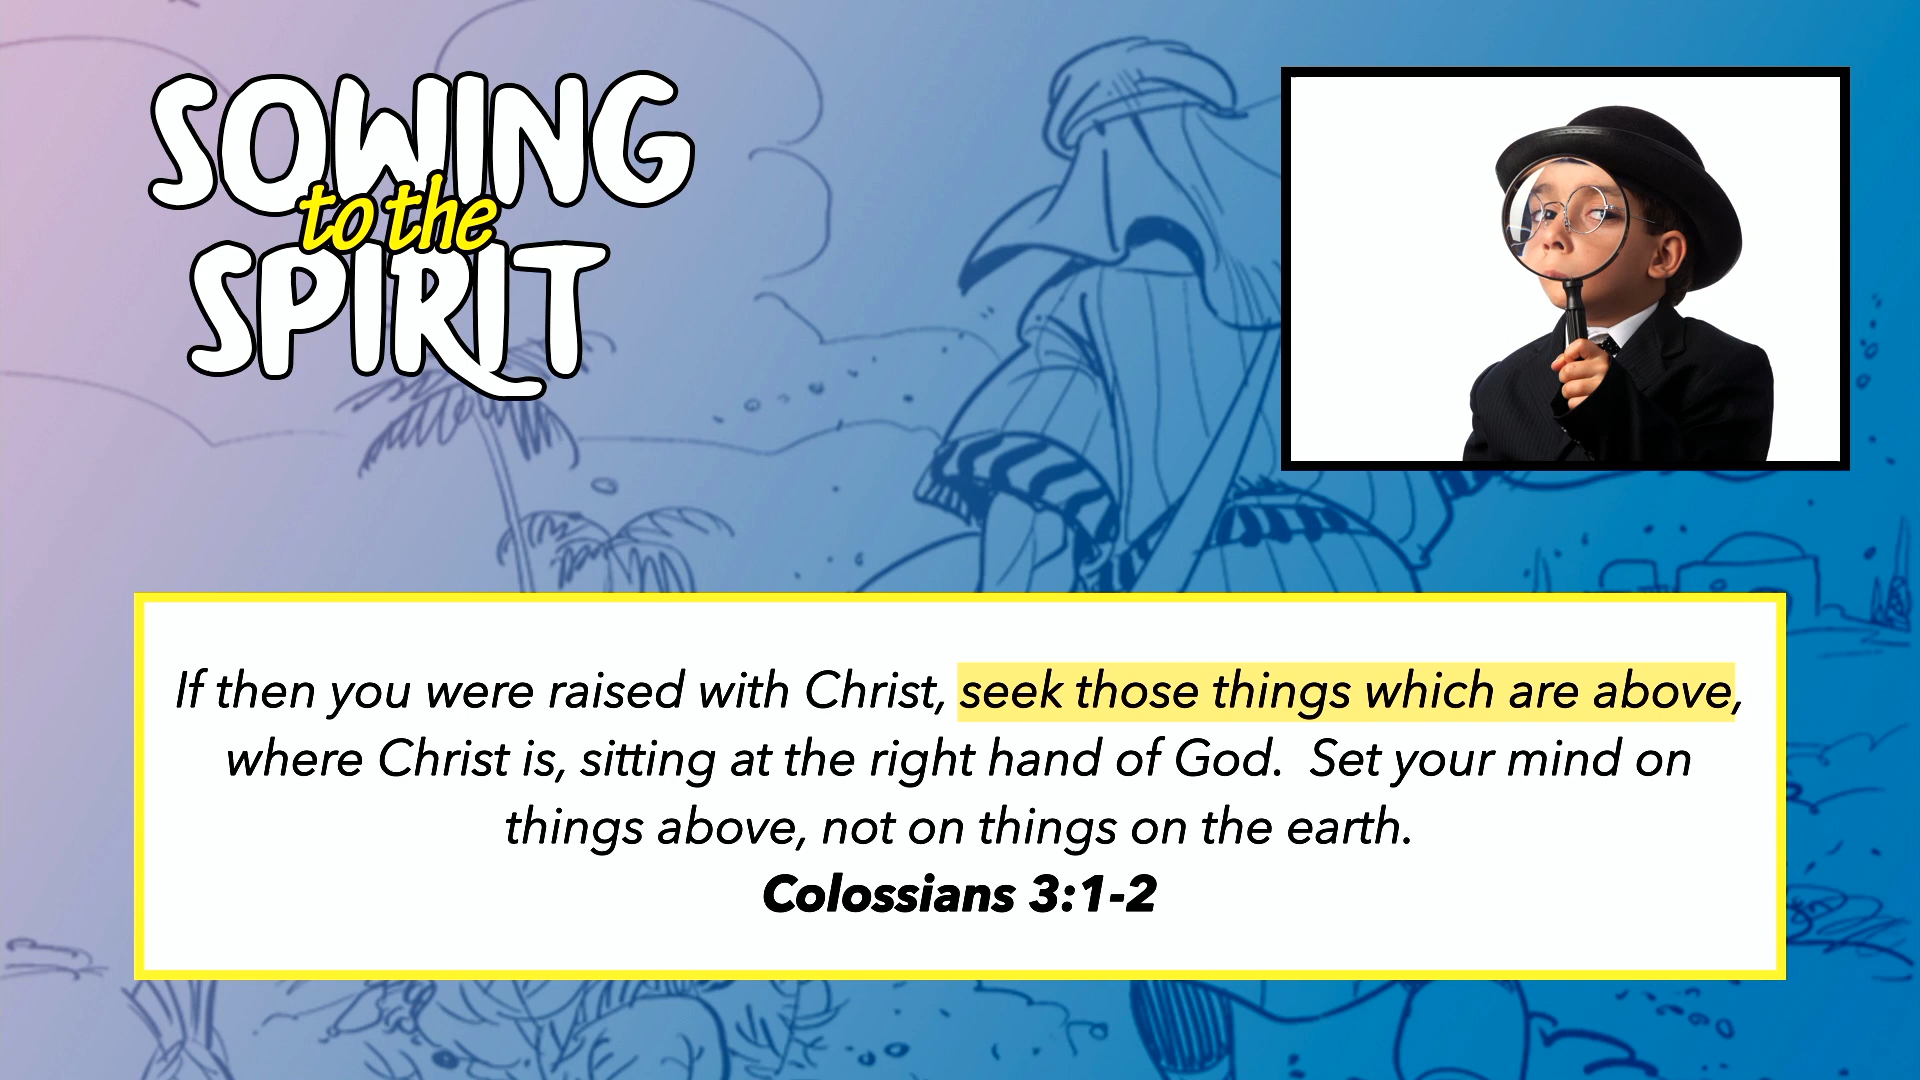 SOWING
to the
SPIRIT
If then you were raised with Christ, seek those things which are above,
where Christ is, sitting at the right hand of God.  Set your mind on
things above, not on things on the earth.
Colossians 3:1-2